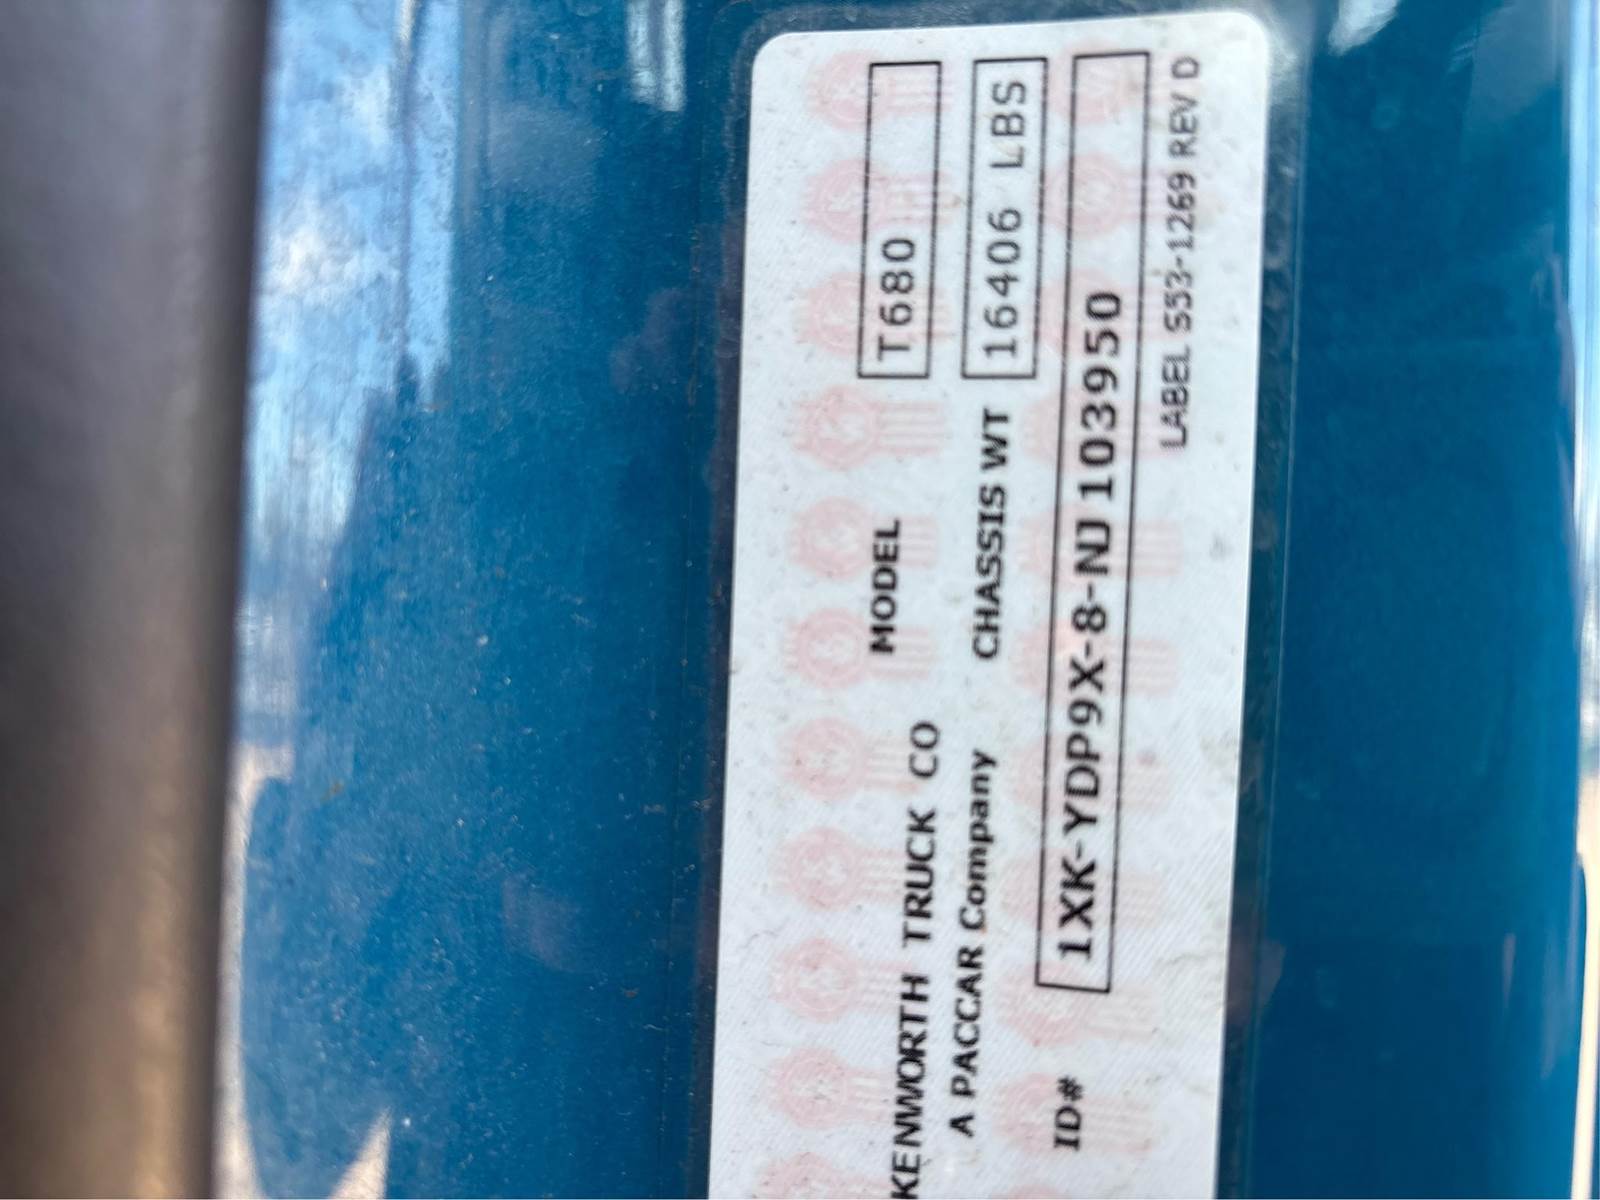 KENWORTH TRUCK CO MODEL T680
A PACCAR Company CHASSIS WT 16406 LBS
ID# 1XK-YDP9X-8-NJ103950
LABEL S53-1269 REV D